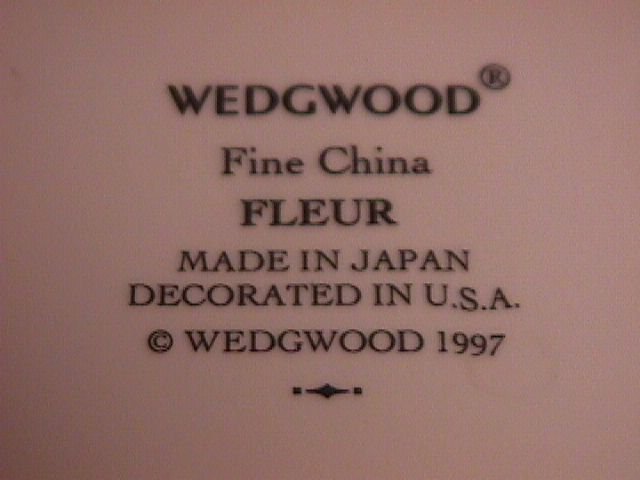 WEDGWOOD®
Fine China
FLEUR
MADE IN JAPAN
DECORATED IN U.S.A.
© WEDGWOOD 1997